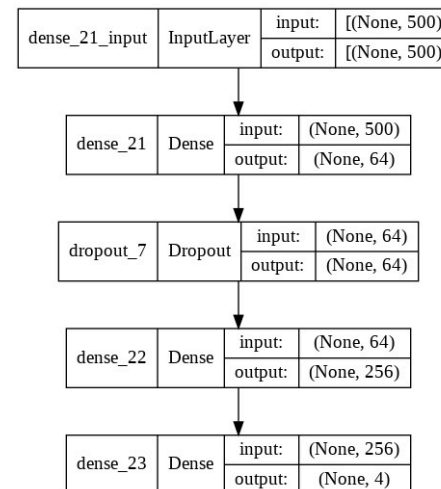 dense_21_input InputLayer input: [(None, 500)
output: [(None, 500)
dense_21 Dense input: (None, 500)
output: (None, 64)
dropout_7 Dropout input: (None, 64)
output: (None, 64)
dense_22 Dense input: (None, 64)
output: (None, 256)
dense_23 Dense input: (None, 256)
output: (None, 4)